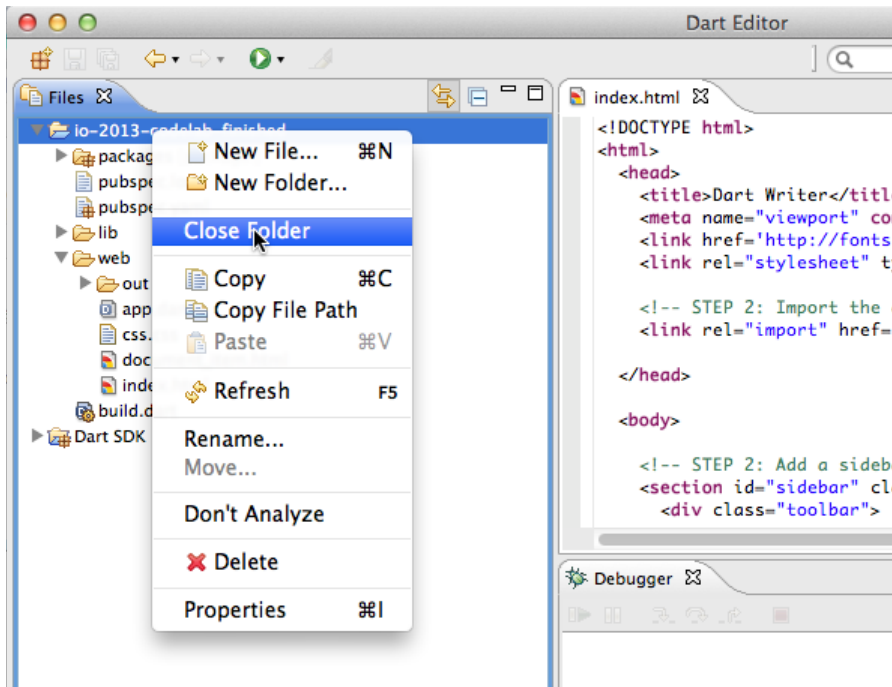 Dart Editor
Files
io-2013-codelab_finished
New File... ⌘N
packag
New Folder...
pubspe
pubspe
Close Folder
lib
web
out
Copy ⌘C
app
Copy File Path
css.
Paste ⌘V
doc
inde
Refresh F5
build.d
Dart SDK
Rename...
Move...
Don't Analyze
Delete
Properties ⌘I
index.html
<!DOCTYPE html>
<html>
<head>
<title>Dart Writer</titl
<meta name="viewport" co
<link href='http://fonts
<link rel="stylesheet" t
<!-- STEP 2: Import the
<link rel="import" href=
</head>
<body>
<!-- STEP 2: Add a sideb
<section id="sidebar" cl
<div class="toolbar">
Debugger